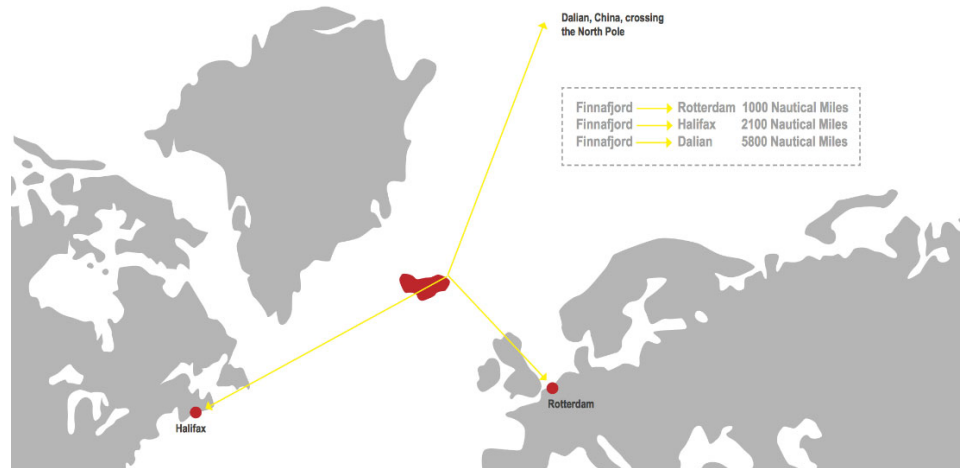 Dalian, China, crossing
the North Pole
Finnafjord Rotterdam 1000 Nautical Miles
Finnafjord Halifax 2100 Nautical Miles
Finnafjord Dalian 5800 Nautical Miles
Rotterdam
Halifax